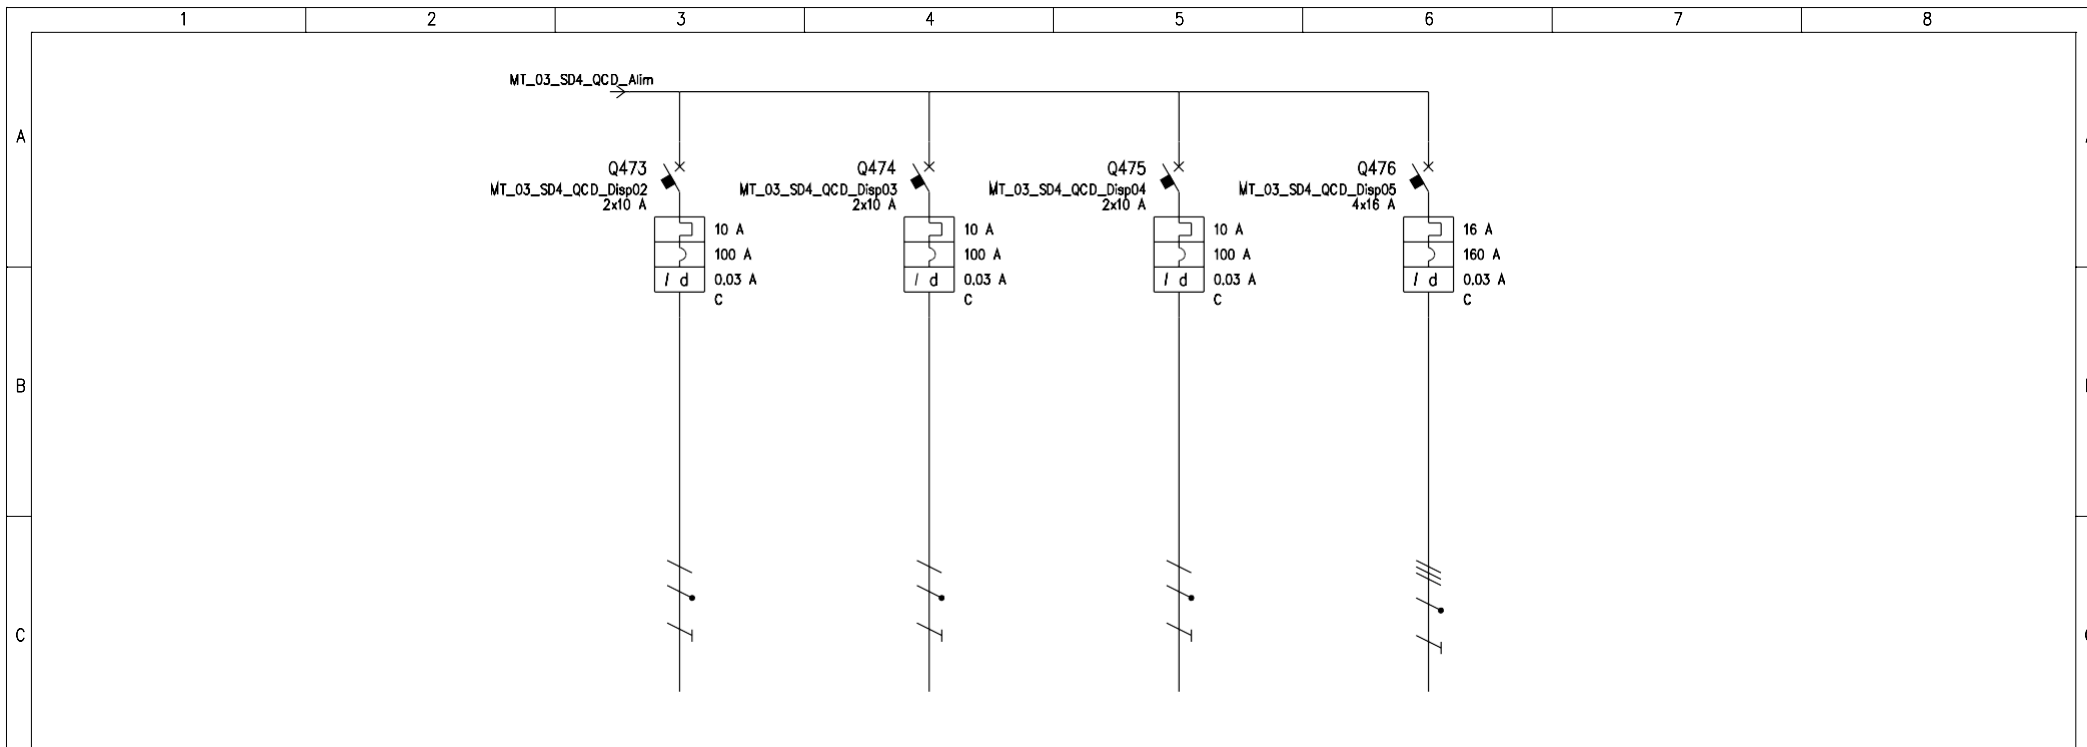 1 2 3 4 5 6 7 8
MT_03_SD4_QCD_Alim
A
Q473 Q474 Q475 Q476
MT_03_SD4_QCD_Disp02 MT_03_SD4_QCD_Disp03 MT_03_SD4_QCD_Disp04 MT_03_SD4_QCD_Disp05
2x10 A 2x10 A 2x10 A 4x16 A
10 A 10 A 10 A 16 A
100 A 100 A 100 A 160 A
I d 0.03 A I d 0.03 A I d 0.03 A I d 0.03 A
C C C C
B
C